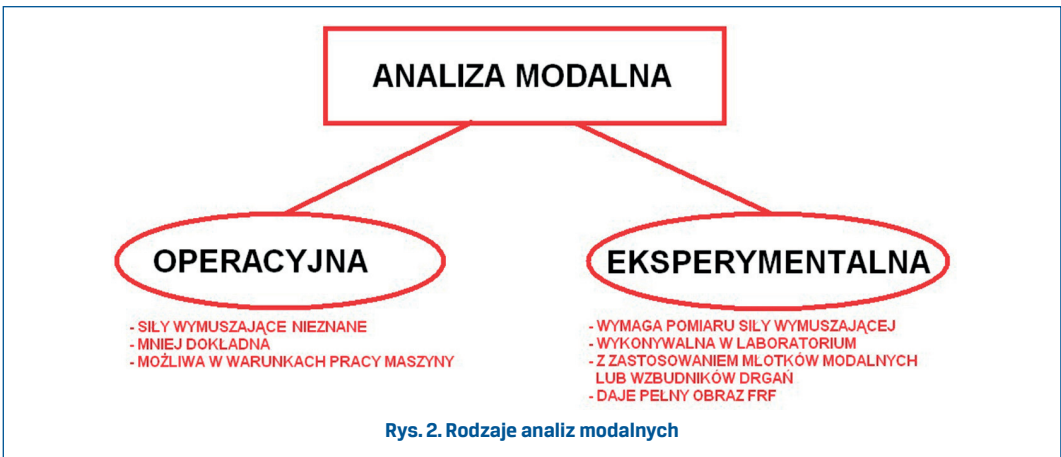 ANALIZA MODALNA
OPERACYJNA
- SIŁY WYMUSZAJĄCE NIEZNANE
- MNIEJ DOKŁADNA
- MOŻLIWA W WARUNKACH PRACY MASZYNY
EKSPERYMENTALNA
- WYMAGA POMIARU SIŁY WYMUSZAJĄCEJ
- WYKONYWALNA W LABORATORIUM
- Z ZASTOSOWANIEM MŁOTKÓW MODALNYCH
LUB WZBUDNIKÓW DRGAŃ
- DAJE PEŁNY OBRAZ FRF
Rys. 2. Rodzaje analiz modalnych